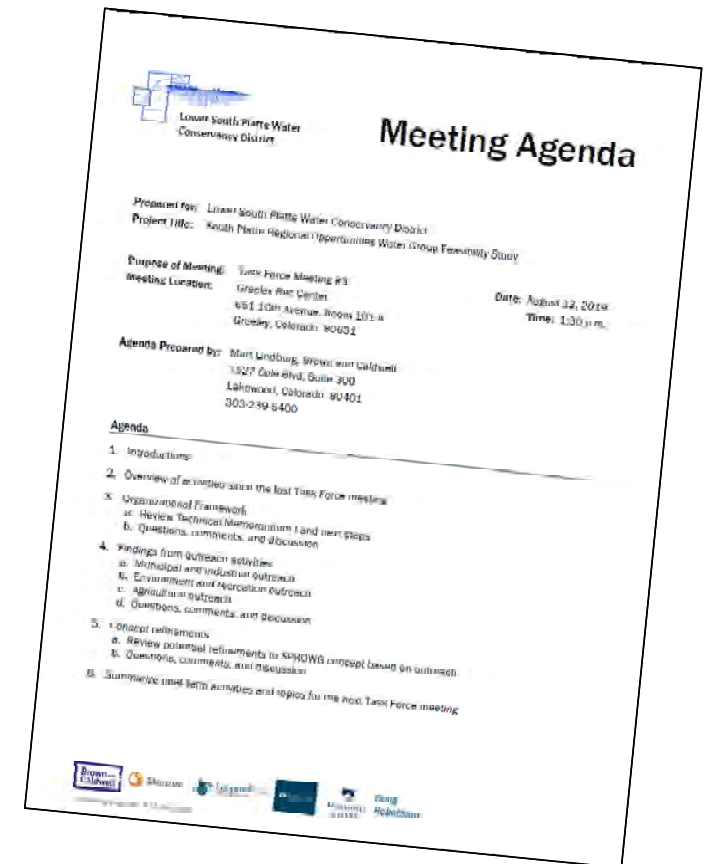 Lower South Platte Water
Conservancy District
Meeting Agenda
Prepared for: Lower South Platte Water Conservancy District
Project Title: South Platte Regional Opportunities Water Group Feasibility Study
Purpose of Meeting: Task Force Meeting #3
Date: August 13, 2019
Meeting Location: Greeley Rec Center
Time: 1:30 p.m.
651 10th Avenue, Room 101-A
Greeley, Colorado 80631
Agenda Prepared by: Matt Lindburg, Brown and Caldwell
1527 Cole Blvd, Suite 300
Lakewood, Colorado 80401
303-239-5400
Agenda
1. Introductions
2. Overview of activities since the last Task Force meeting
3. Organizational Framework
a. Review Technical Memorandum 1 and next steps
b. Questions, comments, and discussion
4. Findings from outreach activities
a. Municipal and industrial outreach
b. Environment and recreation outreach
c. Agricultural outreach
d. Questions, comments, and discussion
5. Concept refinements
a. Review potential refinements to SPROWG concept based on outreach
b. Questions, comments, and discussion
6. Summarize near-term activities and topics for the next Task Force meeting
Brown and
Caldwell
Doug
Robotham